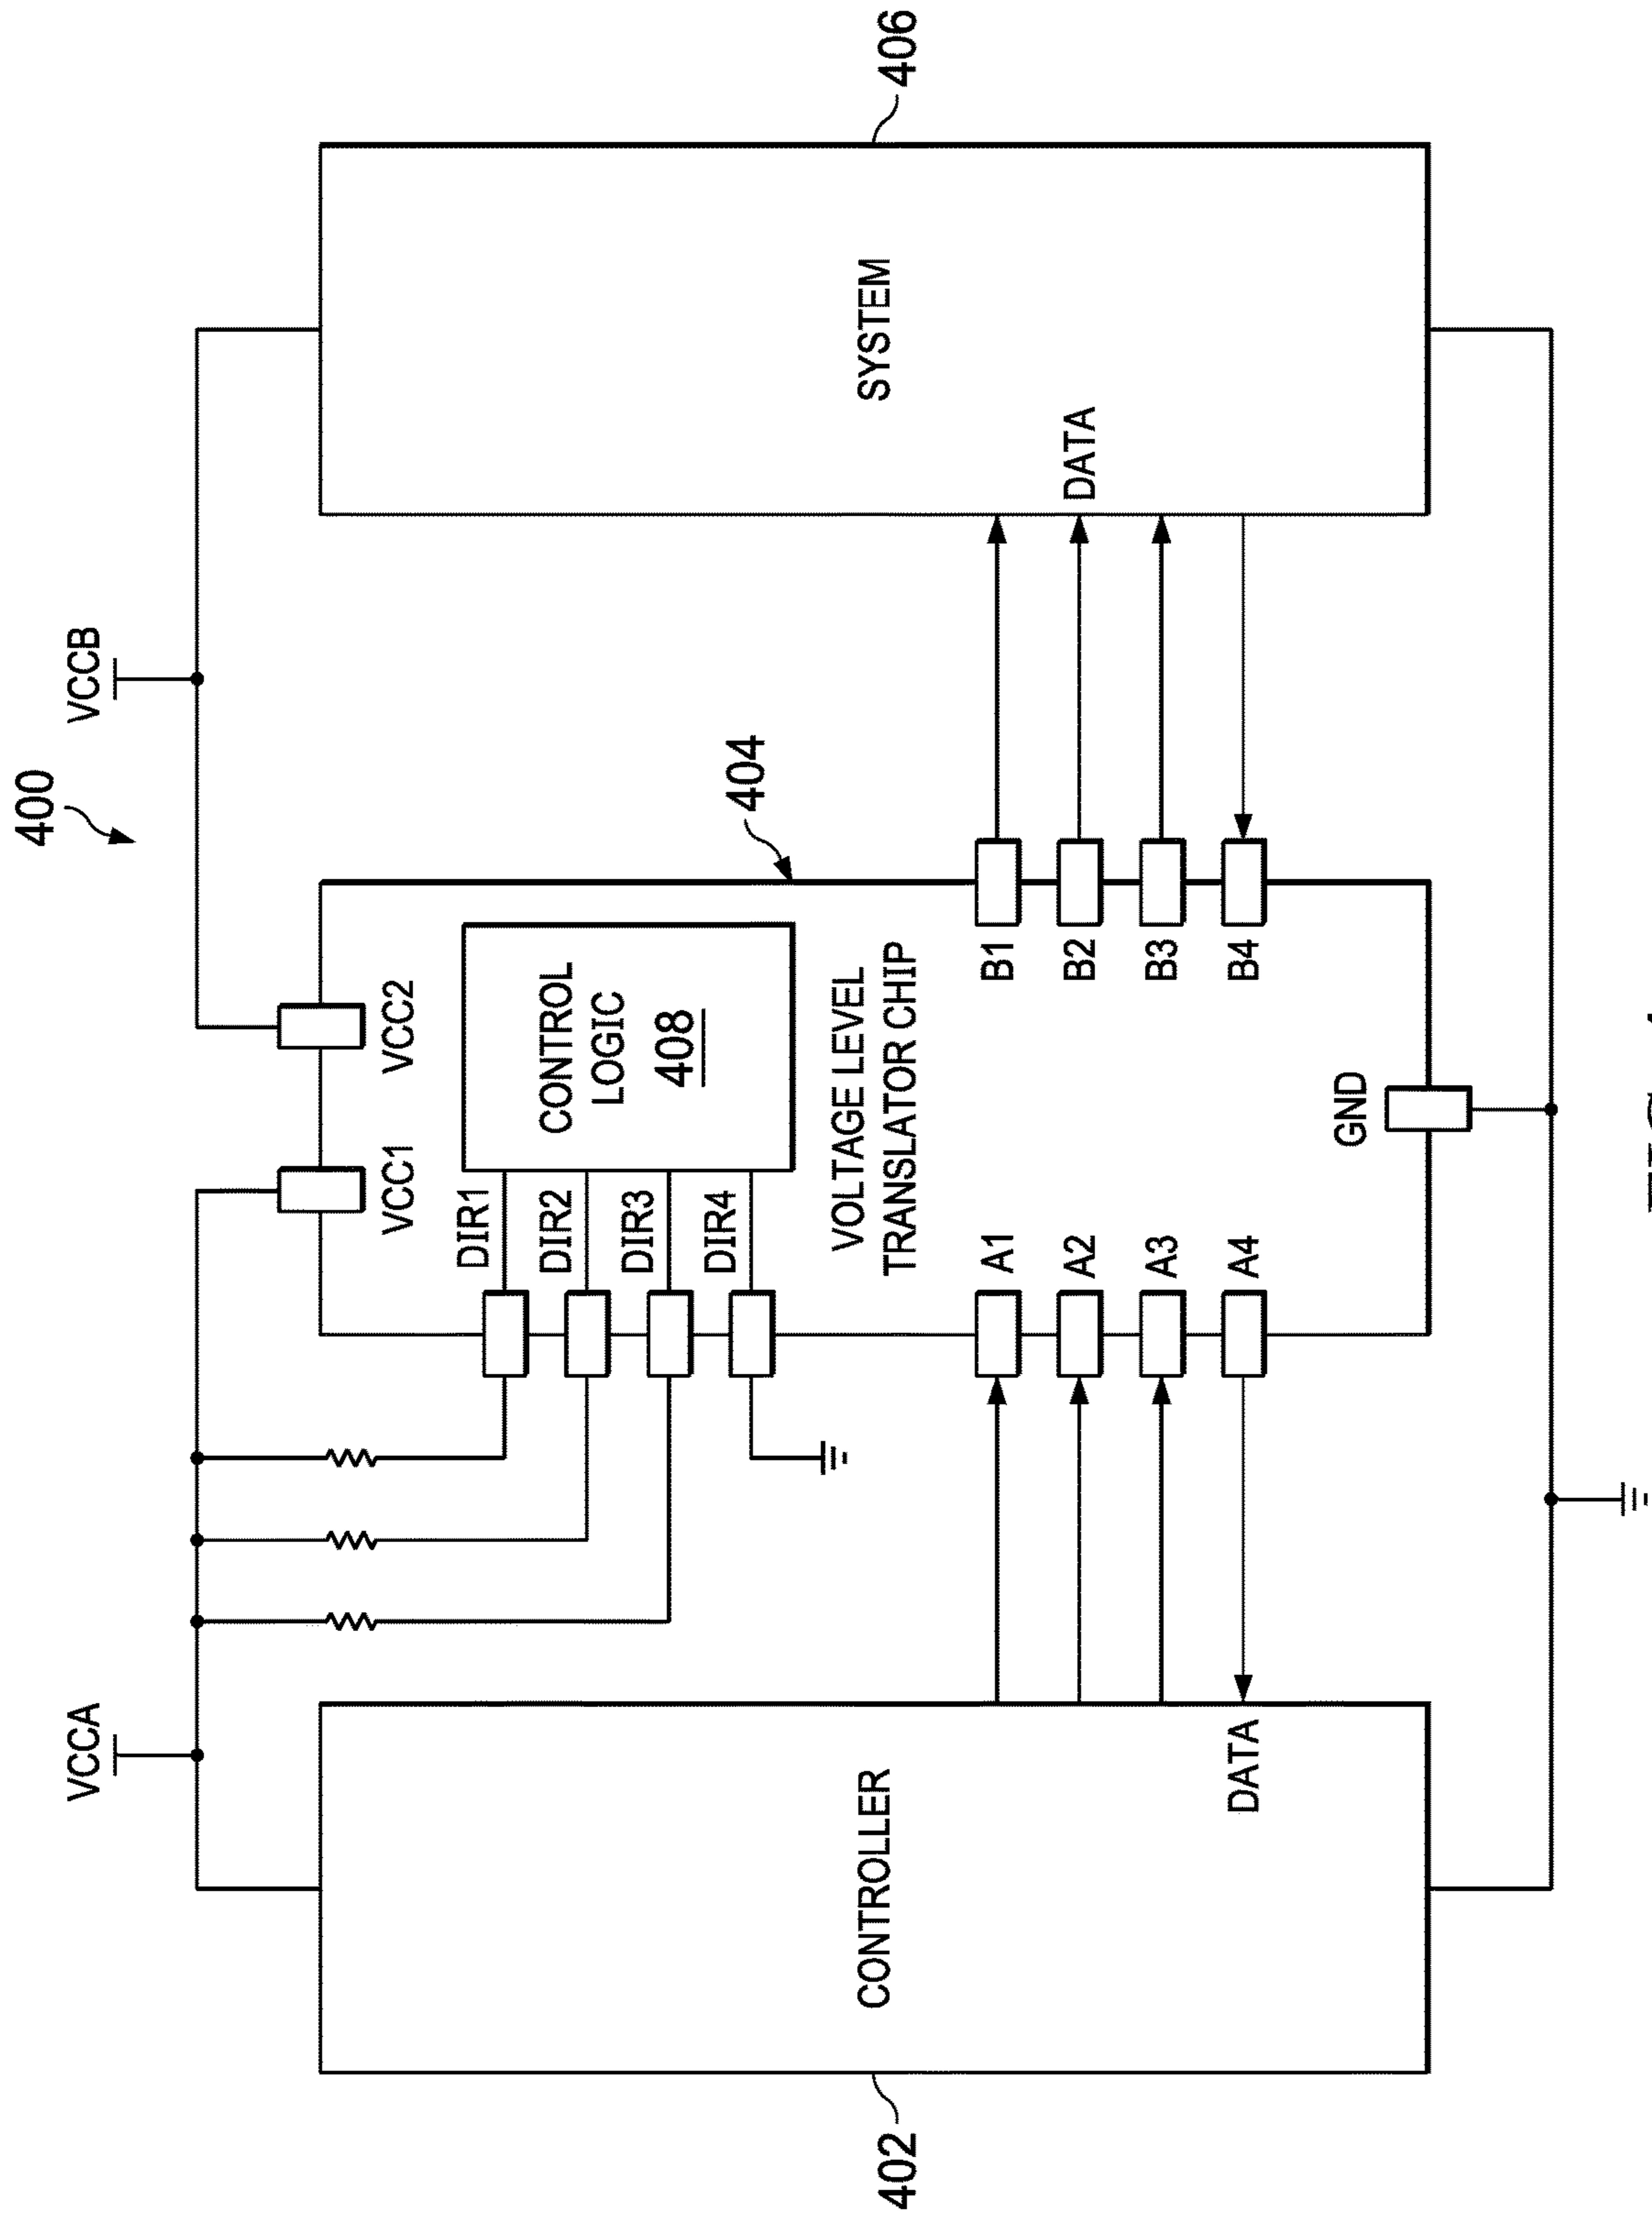 400
VCCA
VCCB
VCC1
VCC2
DIR1
DIR2
DIR3
DIR4
CONTROL
LOGIC
408
404
VOLTAGE LEVEL
TRANSLATOR CHIP
402
CONTROLLER
SYSTEM
406
A1
B1
A2
B2
DATA
A3
B3
DATA
A4
B4
GND